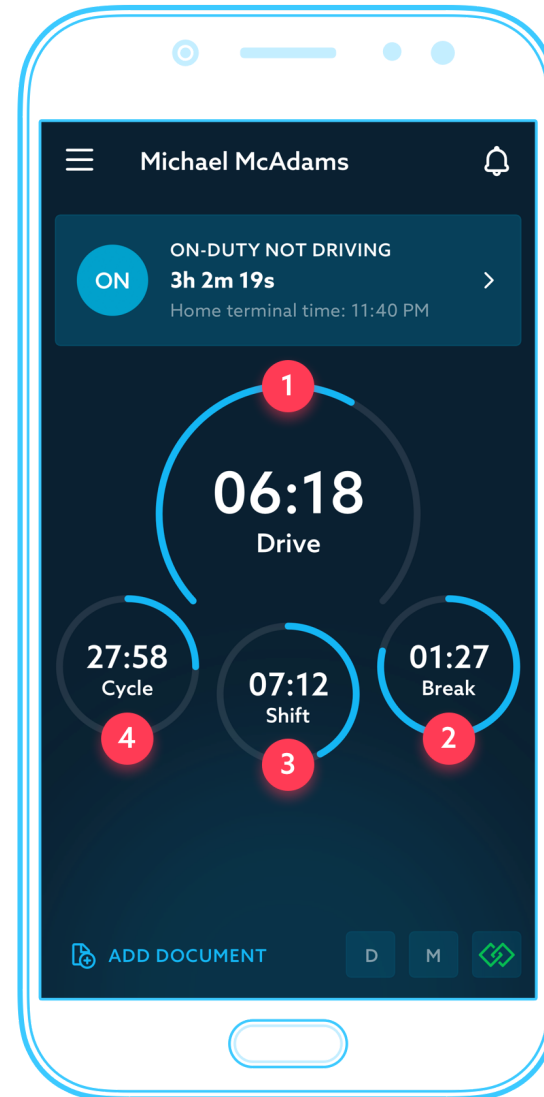 Michael McAdams
ON
ON-DUTY NOT DRIVING
3h 2m 19s
Home terminal time: 11:40 PM
1
06:18
Drive
27:58
Cycle
4
07:12
Shift
3
01:27
Break
2
ADD DOCUMENT
D
M